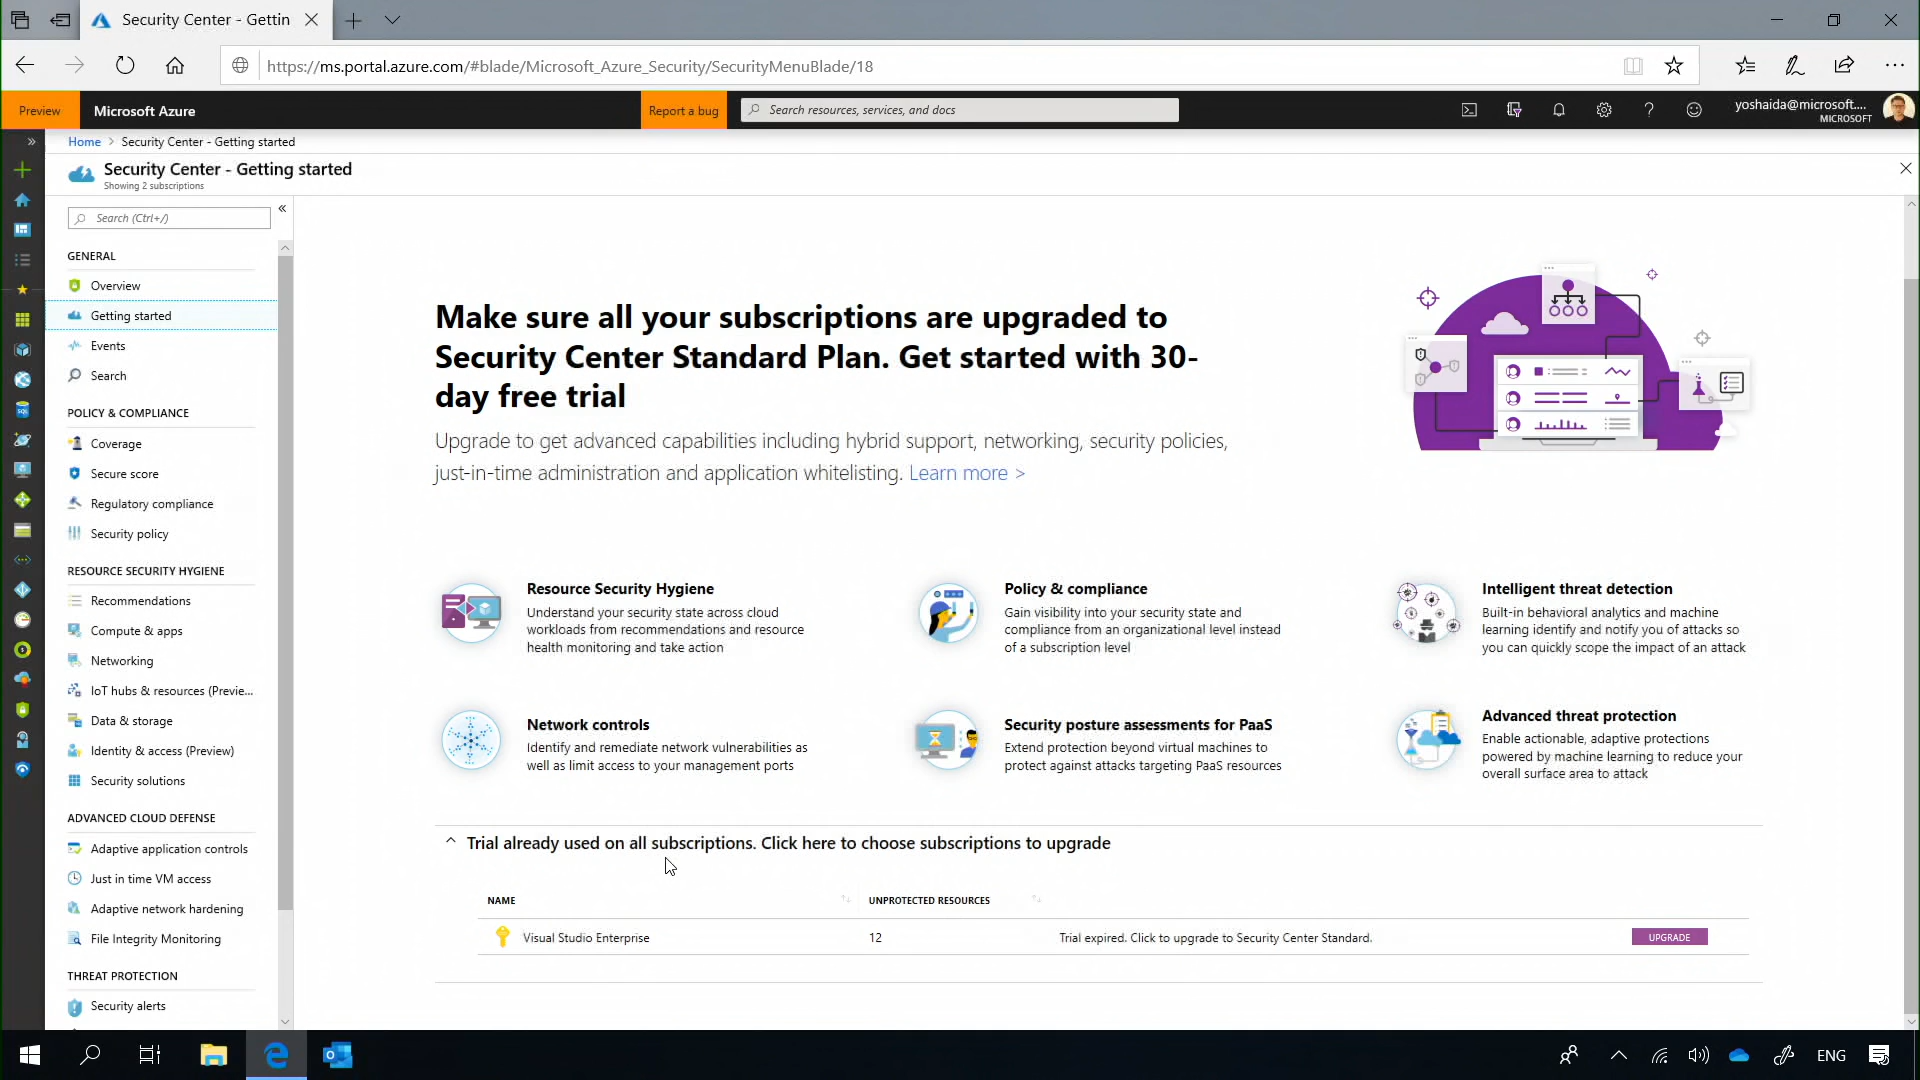 Security Center - Gettin
https://ms.portal.azure.com/#blade/Microsoft_Azure_Security/SecurityMenuBlade/18
Preview
Microsoft Azure
Report a bug
Search resources, services, and docs
yoshaida@microsoft....
MICROSOFT
Home > Security Center - Getting started
Security Center - Getting started
Showing 2 subscriptions
Search (Ctrl+/)
GENERAL
Overview
Getting started
Events
Search
POLICY & COMPLIANCE
Coverage
Secure score
Regulatory compliance
Security policy
RESOURCE SECURITY HYGIENE
Recommendations
Compute & apps
Networking
IoT hubs & resources (Previe...
Data & storage
Identity & access (Preview)
Security solutions
ADVANCED CLOUD DEFENSE
Adaptive application controls
Just in time VM access
Adaptive network hardening
File Integrity Monitoring
THREAT PROTECTION
Security alerts
Make sure all your subscriptions are upgraded to
Security Center Standard Plan. Get started with 30-
day free trial
Upgrade to get advanced capabilities including hybrid support, networking, security policies,
just-in-time administration and application whitelisting. Learn more >
Resource Security Hygiene
Understand your security state across cloud
workloads from recommendations and resource
health monitoring and take action
Policy & compliance
Gain visibility into your security state and
compliance from an organizational level instead
of a subscription level
Intelligent threat detection
Built-in behavioral analytics and machine
learning identify and notify you of attacks so
you can quickly scope the impact of an attack
Network controls
Identify and remediate network vulnerabilities as
well as limit access to your management ports
Security posture assessments for PaaS
Extend protection beyond virtual machines to
protect against attacks targeting PaaS resources
Advanced threat protection
Enable actionable, adaptive protections
powered by machine learning to reduce your
overall surface area to attack
Trial already used on all subscriptions. Click here to choose subscriptions to upgrade
NAME UNPROTECTED RESOURCES
Visual Studio Enterprise 12 Trial expired. Click to upgrade to Security Center Standard. UPGRADE
ENG